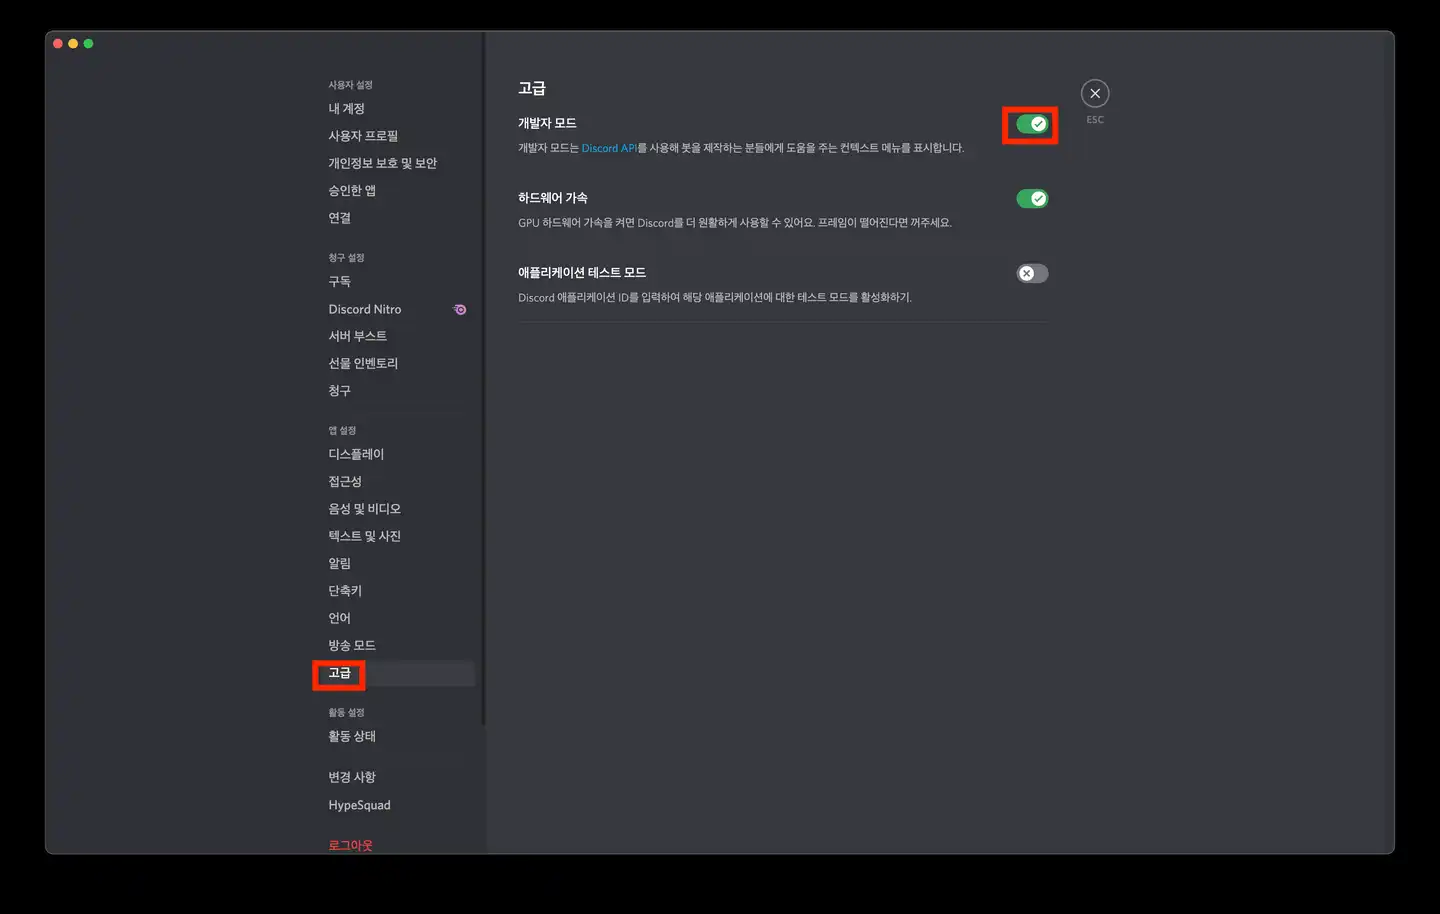 사용자 설정
내 계정
사용자 프로필
개인정보 보호 및 보안
승인한 앱
연결
청구 설정
구독
Discord Nitro
서버 부스트
선물 인벤토리
청구
앱 설정
디스플레이
접근성
음성 및 비디오
텍스트 및 사진
알림
단축키
언어
방송 모드
고급
활동 설정
활동 상태
변경 사항
HypeSquad
로그아웃
고급
개발자 모드
개발자 모드는 Discord API를 사용해 봇을 제작하는 분들에게 도움을 주는 컨텍스트 메뉴를 표시합니다.
하드웨어 가속
GPU 하드웨어 가속을 켜면 Discord를 더 원활하게 사용할 수 있어요. 프레임이 떨어진다면 꺼주세요.
애플리케이션 테스트 모드
Discord 애플리케이션 ID를 입력하여 해당 애플리케이션에 대한 테스트 모드를 활성화하기.
ESC